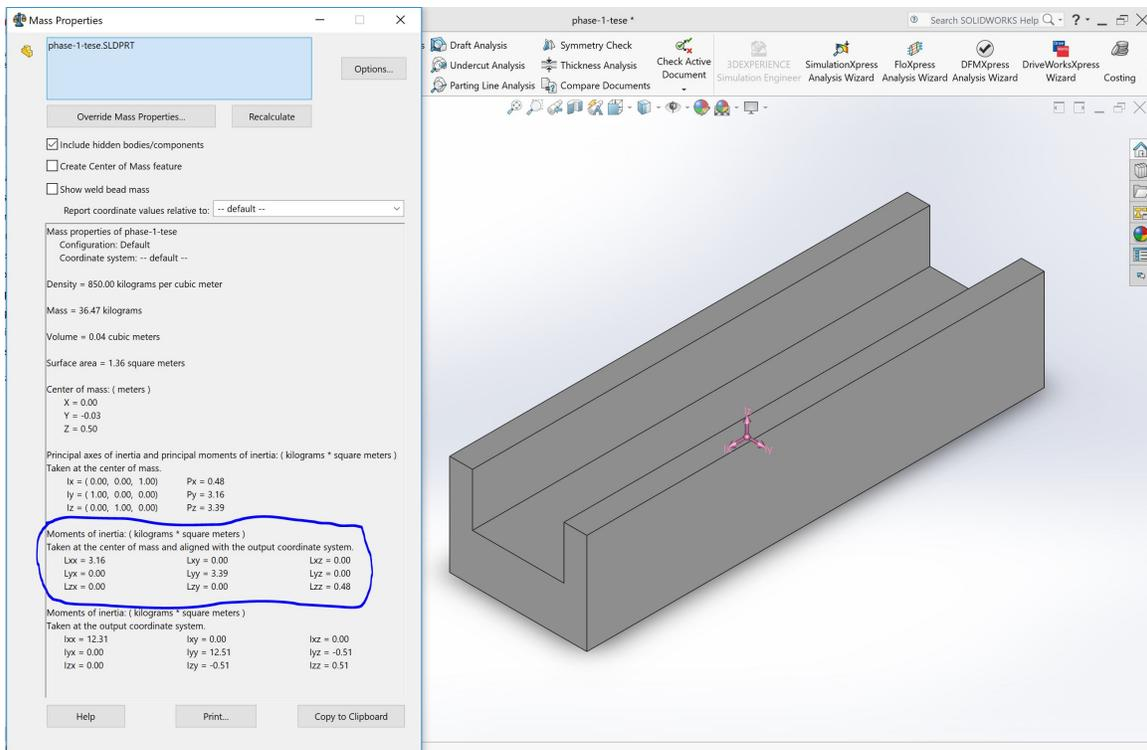 Mass Properties
phase-1-tese.SLDPRT
Options...
Override Mass Properties...
Recalculate
Include hidden bodies/components
Create Center of Mass feature
Show weld bead mass
Report coordinate values relative to: -- default --
Mass properties of phase-1-tese
Configuration: Default
Coordinate system: -- default --
Density = 850.00 kilograms per cubic meter
Mass = 36.47 kilograms
Volume = 0.04 cubic meters
Surface area = 1.36 square meters
Center of mass: ( meters )
X = 0.00
Y = -0.03
Z = 0.50
Principal axes of inertia and principal moments of inertia: ( kilograms * square meters )
Taken at the center of mass.
Ix = ( 0.00, 0.00, 1.00) Px = 0.48
Iy = ( 1.00, 0.00, 0.00) Py = 3.16
Iz = ( 0.00, 1.00, 0.00) Pz = 3.39
Moments of inertia: ( kilograms * square meters )
Taken at the center of mass and aligned with the output coordinate system.
Lxx = 3.16 Lxy = 0.00 Lxz = 0.00
Lyx = 0.00 Lyy = 3.39 Lyz = 0.00
Lzx = 0.00 Lzy = 0.00 Lzz = 0.48
Moments of inertia: ( kilograms * square meters )
Taken at the output coordinate system.
Ixx = 12.31 Ixy = 0.00 Ixz = 0.00
Iyx = 0.00 Iyy = 12.51 Iyz = -0.51
Izx = 0.00 Izy = -0.51 Izz = 0.51
Help
Print...
Copy to Clipboard
phase-1-tese *
Search SOLIDWORKS Help
?
Draft Analysis
Undercut Analysis
Parting Line Analysis
Symmetry Check
Thickness Analysis
Compare Documents
Check Active
Document
3DEXPERIENCE
Simulation Engineer
SimulationXpress
Analysis Wizard
FloXpress
Analysis Wizard
DFMXpress
Analysis Wizard
DriveWorksXpress
Wizard
Costing